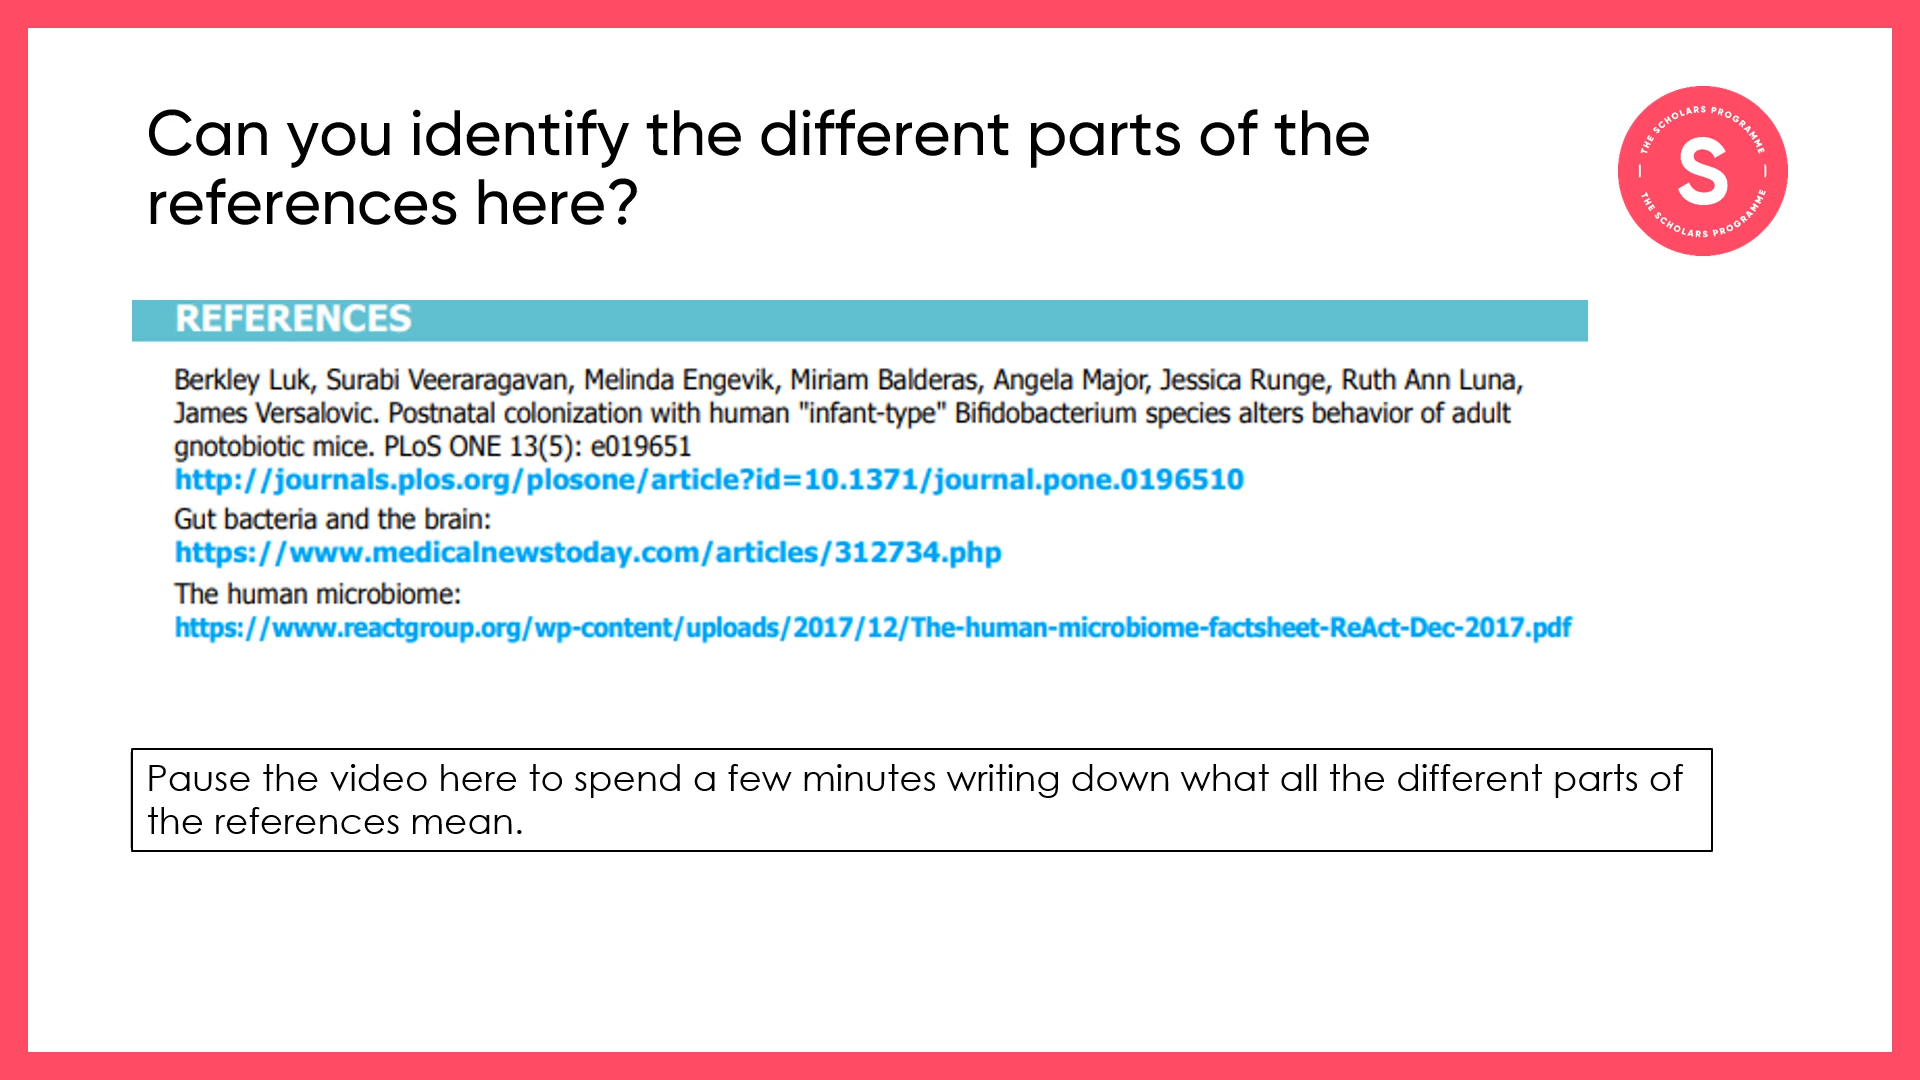 Can you identify the different parts of the
references here?
THE SCHOLARS PROGRAMME
S
THE SCHOLARS PROGRAMME
REFERENCES
Berkley Luk, Surabi Veeraragavan, Melinda Engevik, Miriam Balderas, Angela Major, Jessica Runge, Ruth Ann Luna,
James Versalovic. Postnatal colonization with human "infant-type" Bifidobacterium species alters behavior of adult
gnotobiotic mice. PLoS ONE 13(5): e019651
http://journals.plos.org/plosone/article?id=10.1371/journal.pone.0196510
Gut bacteria and the brain:
https://www.medicalnewstoday.com/articles/312734.php
The human microbiome:
https://www.reactgroup.org/wp-content/uploads/2017/12/The-human-microbiome-factsheet-ReAct-Dec-2017.pdf
Pause the video here to spend a few minutes writing down what all the different parts of
the references mean.